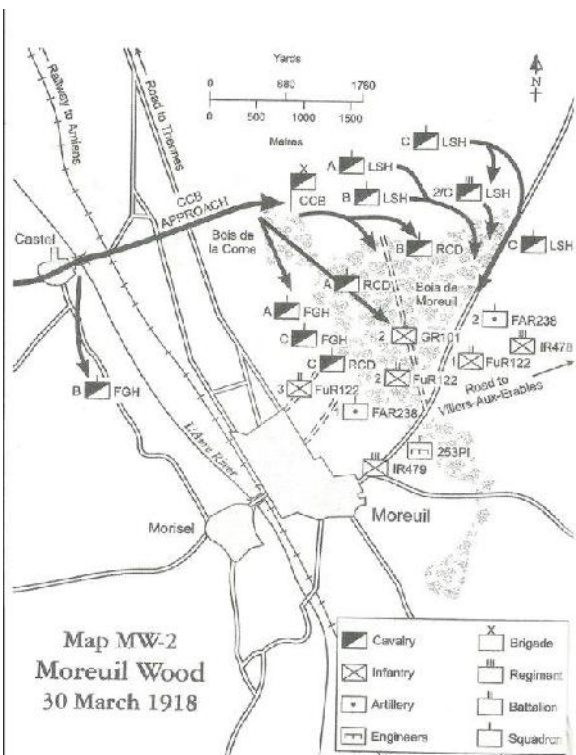 Yards
0 680 1760
0 500 1000 1500
Metres
N
Railway to Amiens
Road to Thennes
CCB
APPROACH
Castel
X
CCB
Bois de
la Corne
A LSH
B LSH
C LSH
2/C LSH
C LSH
B RCD
Bois de
Moreuil
A RCD
A FGH
C FGH
C RCD
B FGH
2 GR101
2 FAR238
IR478
1 FuR122
3 FuR122
2 FuR122
FAR238
Road to
Villers-Aux-Erables
L'Avre River
253PI
IR479
Moreuil
Morisel
Map MW-2
Moreuil Wood
30 March 1918
Cavalry
Infantry
Artillery
Engineers
X
Brigade
III
Regiment
II
Battalion
I
Squadron